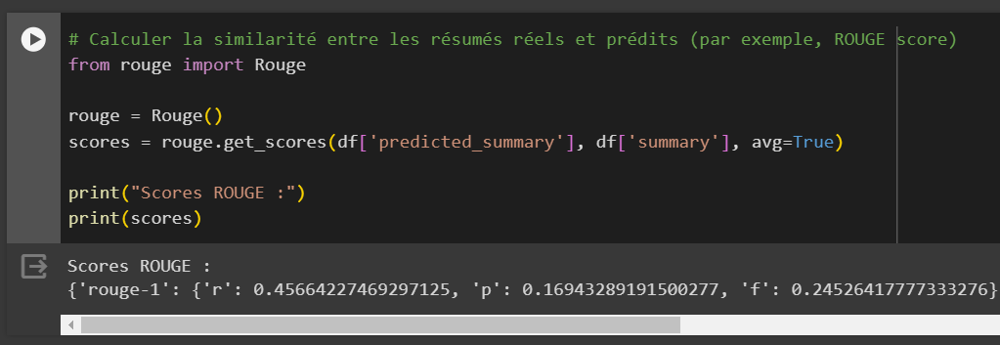 # Calculer la similarité entre les résumés réels et prédits (par exemple, ROUGE score)
from rouge import Rouge
rouge = Rouge()
scores = rouge.get_scores(df['predicted_summary'], df['summary'], avg=True)
print("Scores ROUGE :")
print(scores)
Scores ROUGE :
{'rouge-1': {'r': 0.45664227469297125, 'p': 0.16943289191500277, 'f': 0.24526417777333276}